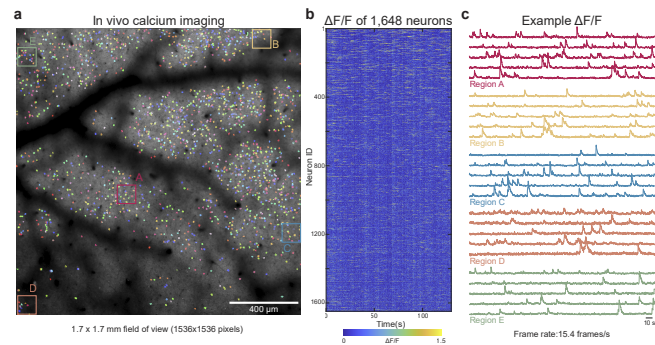 a
In vivo calcium imaging
b
ΔF/F of 1,648 neurons
c
Example ΔF/F
B
A
D
400 µm
1.7 x 1.7 mm field of view (1536x1536 pixels)
Neuron ID
400
800
1200
1600
0
50
100
Time(s)
0
ΔF/F
1.5
Region A
Region B
Region C
Region D
Region E
10 s
Frame rate:15.4 frames/s